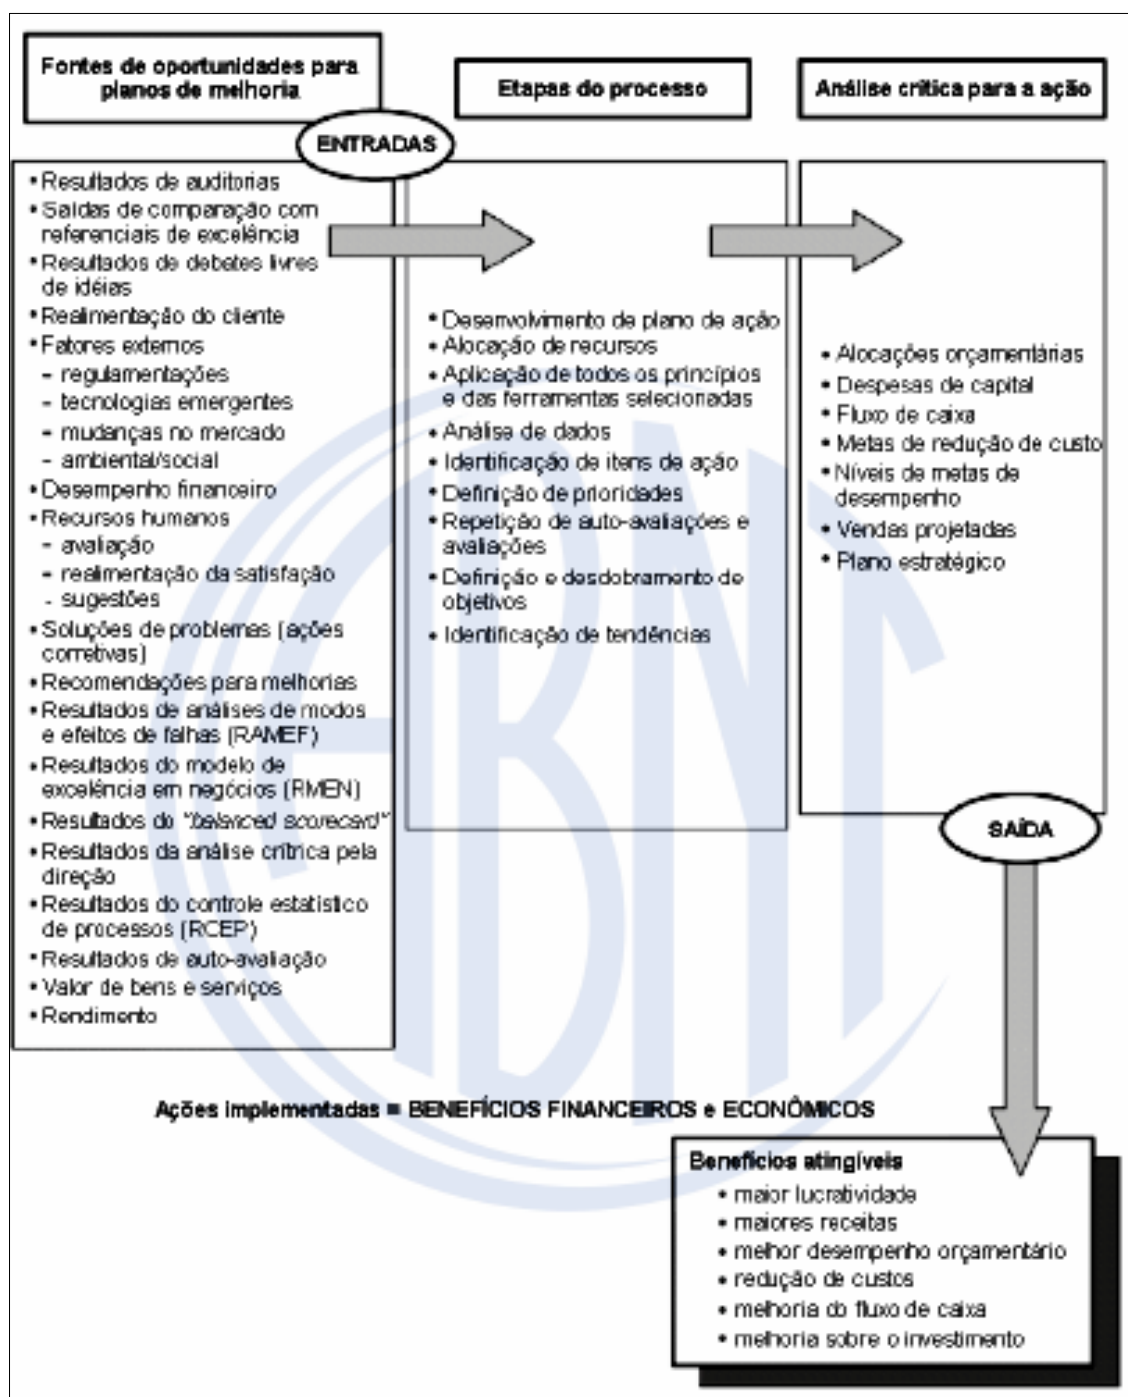 Fontes de oportunidades para
planos de melhoria
ENTRADAS
• Resultados de auditorias
• Saídas de comparação com
referenciais de excelência
• Resultados de debates livres
de idéias
• Realimentação do cliente
• Fatores externos
- regulamentações
- tecnologias emergentes
- mudanças no mercado
- ambiental/social
• Desempenho financeiro
• Recursos humanos
- avaliação
- realimentação da satisfação
- sugestões
• Soluções de problemas (ações
corretivas)
• Recomendações para melhorias
• Resultados de análises de modos
e efeitos de falhas (RAMEF)
• Resultados do modelo de
excelência em negócios (RMEN)
• Resultados do "balanced scorecard"
• Resultados da análise crítrica pela
direção
• Resultados do controle estatístico
de processos (RCEP)
• Resultados de auto-avaliação
• Valor de bens e serviços
• Rendimento
Etapas do processo
• Desenvolvimento de plano de ação
• Alocação de recursos
• Aplicação de todos os princípios
e das ferramentas selecionadas
• Análise de dados
• Identificação de itens de ação
• Definição de prioridades
• Repetição de auto-avaliações e
avaliações
• Definição e desdobramento de
objetivos
• Identificação de tendências
Análise crítica para a ação
• Alocações orçamentárias
• Despesas de capital
• Fluxo de caixa
• Metas de redução de custo
• Níveis de metas de
desempenho
• Vendas projetadas
• Plano estratégico
SAÍDA
Ações implementadas = BENEFÍCIOS FINANCEIROS e ECONÔMICOS
Benefícios atingíveis
• maior lucratividade
• maiores receitas
• melhor desempenho orçamentário
• redução de custos
• melhoria do fluxo de caixa
• melhoria sobre o investimento
ABNT